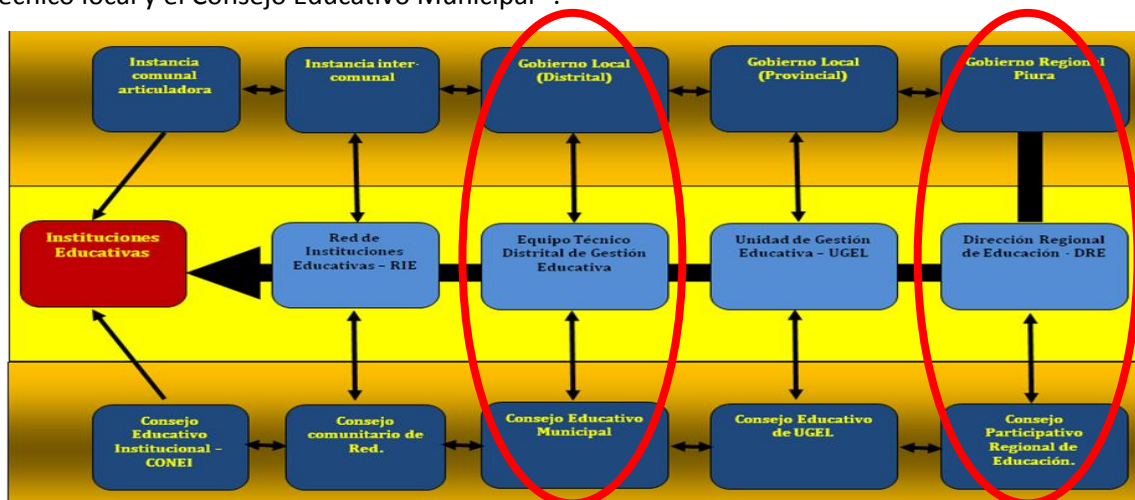 écnico local y el Consejo Educativo Municipal
Instancia
comunal
articuladora
Instancia inter-
comunal
Gobierno Local
(Distrital)
Gobierno Local
(Provincial)
Gobierno Regional
Piura
Instituciones
Educativas
Red de
Instituciones
Educativas – RIE
Equipo Técnico
Distrital de Gestión
Educativa
Unidad de Gestión
Educativa – UGEL
Dirección Regional
de Educación - DRE
Consejo
Educativo
Institucional –
CONEI
Consejo
comunitario de
Red.
Consejo Educativo
Municipal
Consejo Educativo
de UGEL
Consejo
Participativo
Regional de
Educación.